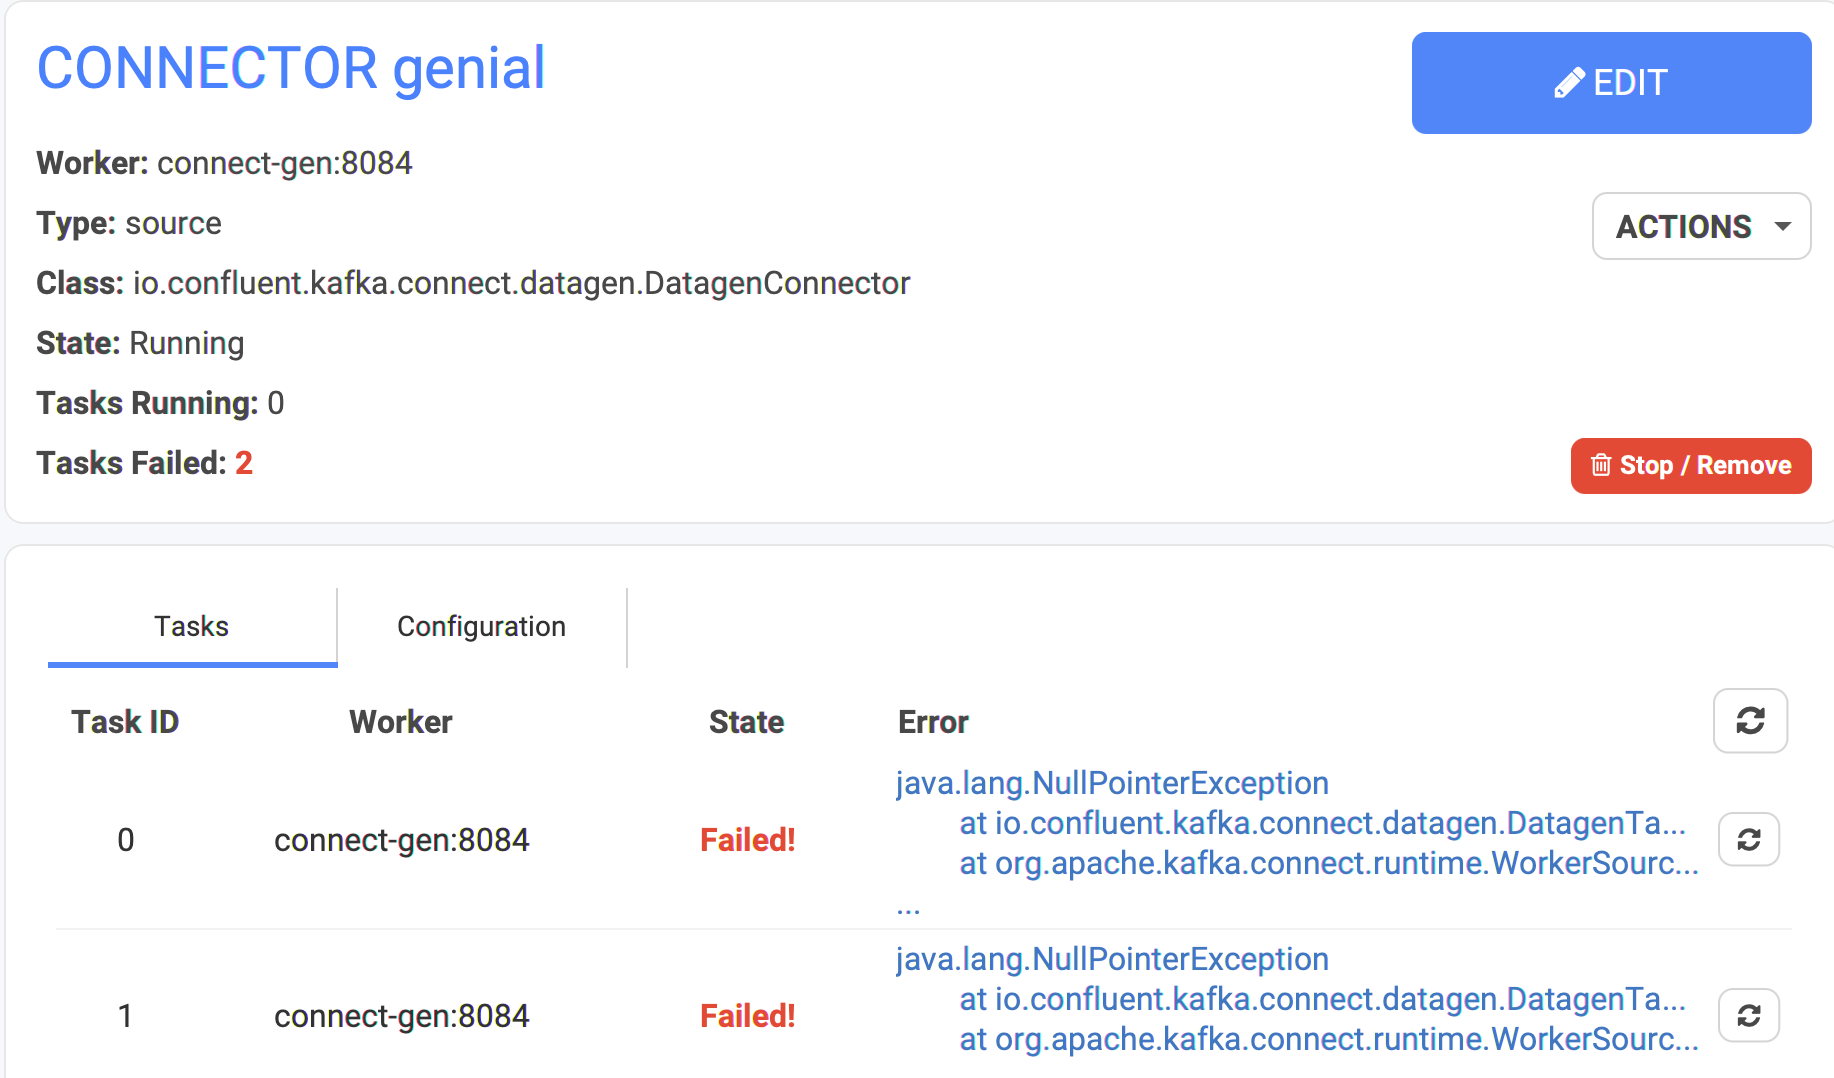 CONNECTOR genial
EDIT
Worker: connect-gen:8084
Type: source
ACTIONS
Class: io.confluent.kafka.connect.datagen.DatagenConnector
State: Running
Tasks Running: 0
Tasks Failed: 2
Stop / Remove
Tasks Configuration
Task ID Worker State Error
java.lang.NullPointerException
at io.confluent.kafka.connect.datagen.DatagenTa...
0 connect-gen:8084 Failed!
at org.apache.kafka.connect.runtime.WorkerSourc...
...
java.lang.NullPointerException
at io.confluent.kafka.connect.datagen.DatagenTa...
1 connect-gen:8084 Failed!
at org.apache.kafka.connect.runtime.WorkerSourc...